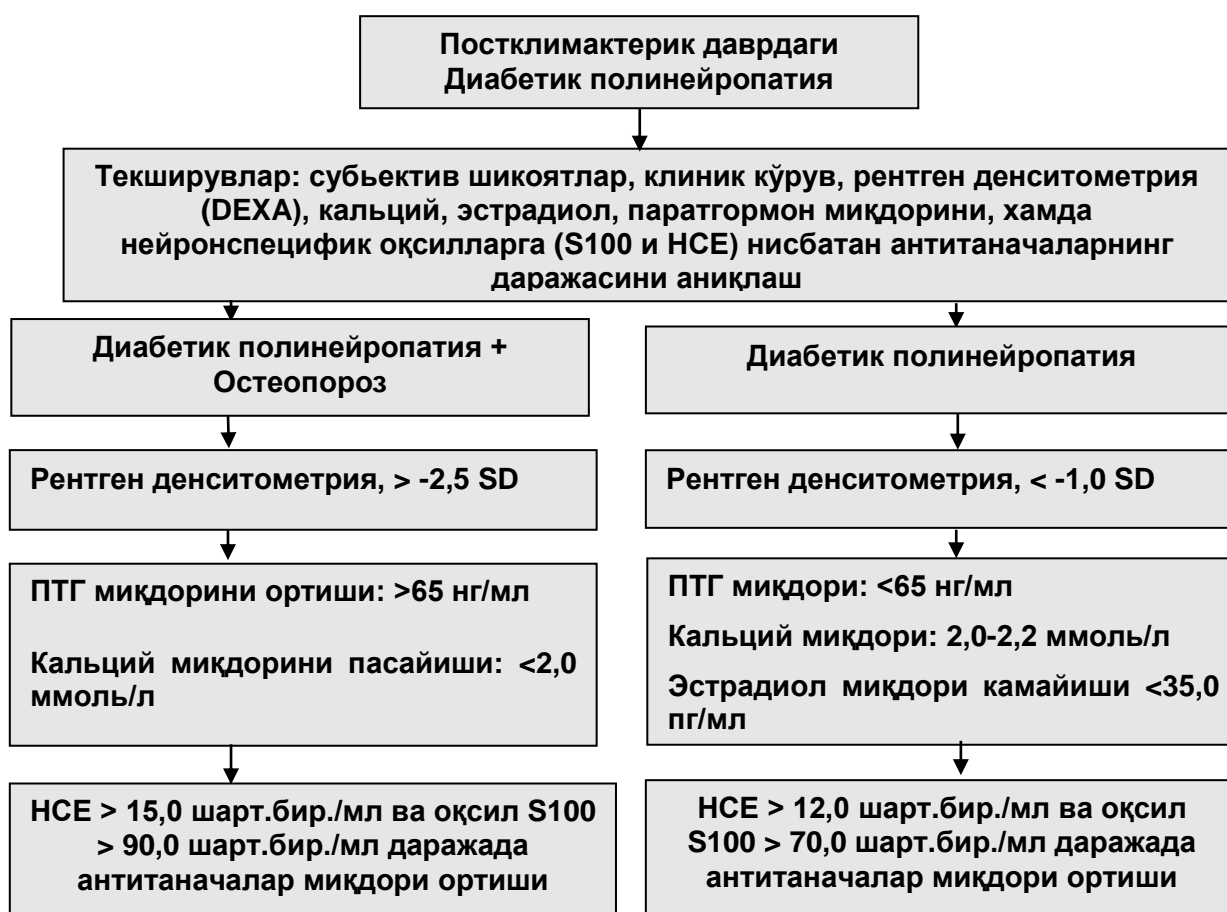 Постклимактерик даврдаги
Диабетик полинейропатия
Текширувлар: субьектив шикоятлар, клиник кўрув, рентген денситометрия
(DEXA), кальций, эстрадиол, паратгормон миқдорини, хамда
нейронспецифик оқсилларга (S100 и НСЕ) нисбатан антитаначаларнинг
даражасини аниқлаш
Диабетик полинейропатия +
Остеопороз
Рентген денситометрия, > -2,5 SD
ПТГ миқдорини ортиши: >65 нг/мл
Кальций миқдорини пасайиши: <2,0
ммоль/л
НСЕ > 15,0 шарт.бир./мл ва оқсил S100
> 90,0 шарт.бир./мл даражада
антитаначалар миқдори ортиши
Диабетик полинейропатия
Рентген денситометрия, < -1,0 SD
ПТГ миқдори: <65 нг/мл
Кальций миқдори: 2,0-2,2 ммоль/л
Эстрадиол миқдори камайиши <35,0
пг/мл
НСЕ > 12,0 шарт.бир./мл ва оқсил
S100 > 70,0 шарт.бир./мл даражада
антитаначалар миқдори ортиши